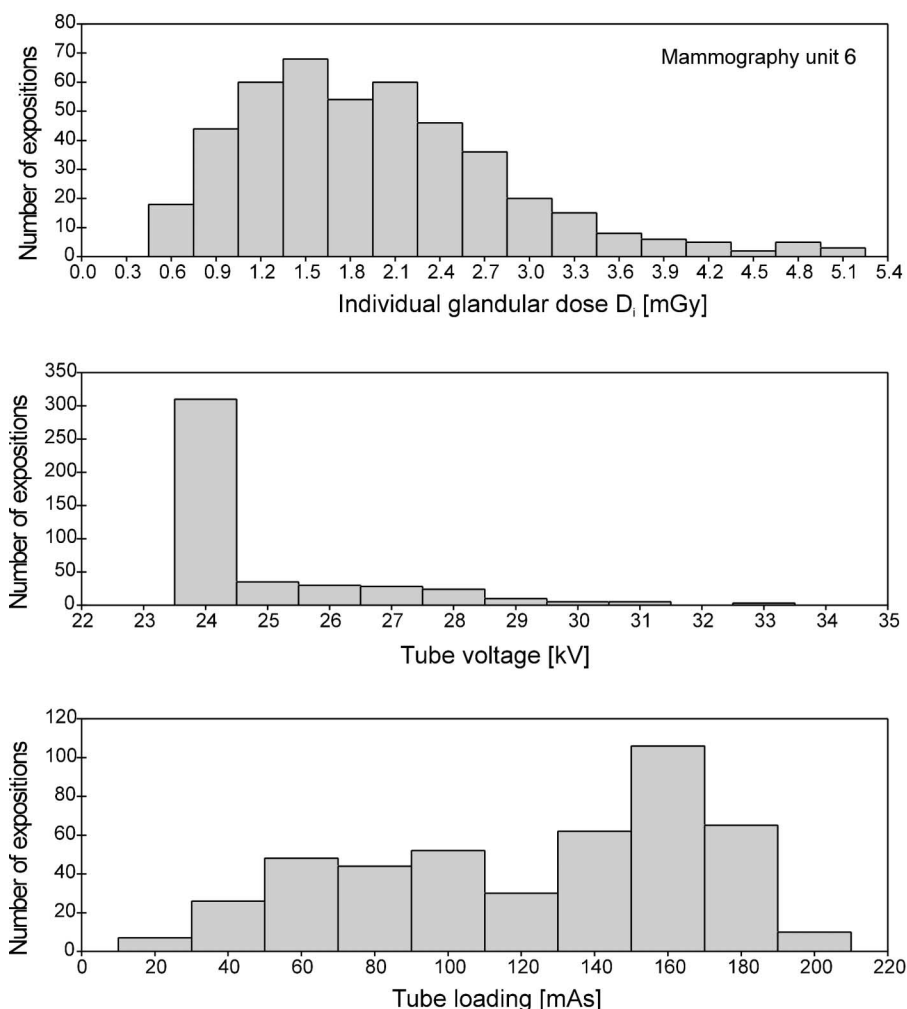 80
70
60
50
40
30
20
10
0
Number of expositions
Mammography unit 6
0.0 0.3 0.6 0.9 1.2 1.5 1.8 2.1 2.4 2.7 3.0 3.3 3.6 3.9 4.2 4.5 4.8 5.1 5.4
Individual glandular dose Di [mGy]
350
300
250
200
150
100
50
0
Number of expositions
22 23 24 25 26 27 28 29 30 31 32 33 34 35
Tube voltage [kV]
120
100
80
60
40
20
0
Number of expositions
0 20 40 60 80 100 120 140 160 180 200 220
Tube loading [mAs]